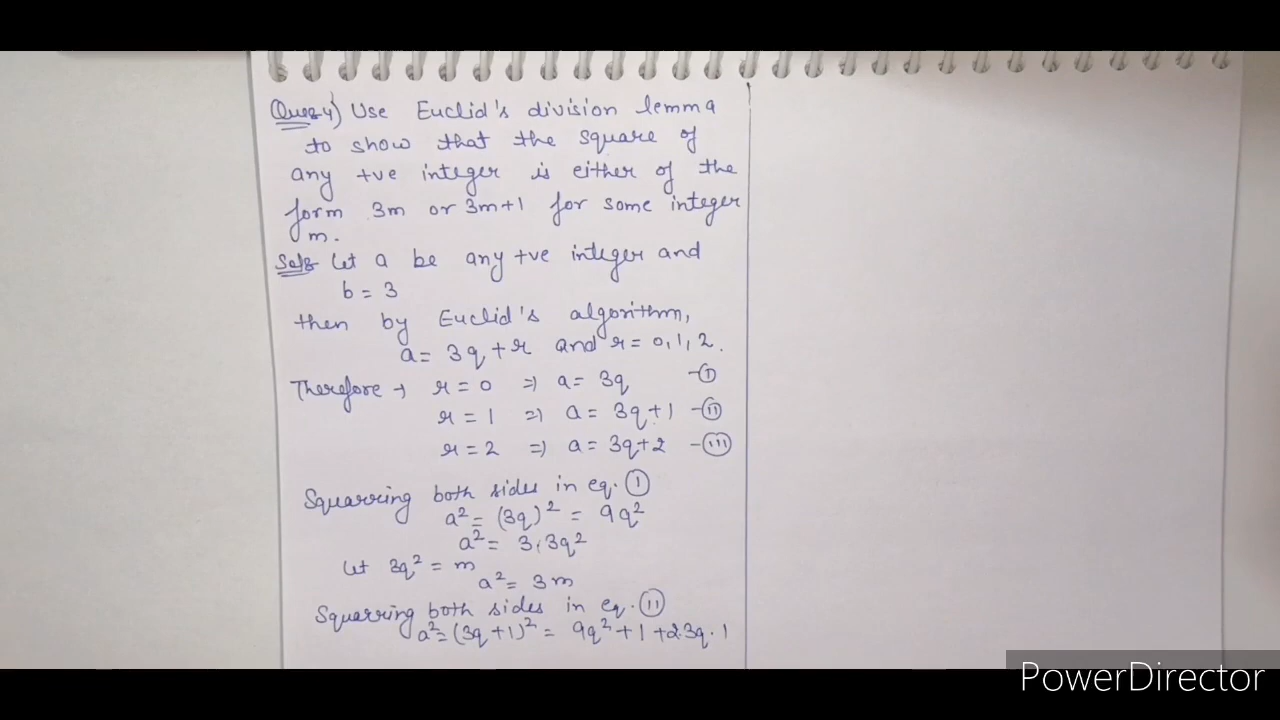 Ques4) Use Euclid's division lemma
to show that the square of
any +ve integer is either of the
form 3m or 3m+1 for some integer
m.
Sol: Let a be any +ve integer and
b = 3
then by Euclid's algorithm,
a = 3q + r and r = 0, 1, 2.
Therefore → r = 0 ⇒ a = 3q -(I)
r = 1 ⇒ a = 3q+1 -(II)
r = 2 ⇒ a = 3q+2 -(III)
Squarring both sides in eq. (I)
a² = (3q)² = 9q²
a² = 3.3q²
Let 3q² = m
a² = 3m
Squarring both sides in eq. (II)
a² = (3q+1)² = 9q² + 1 + 2.3q.1
PowerDirector